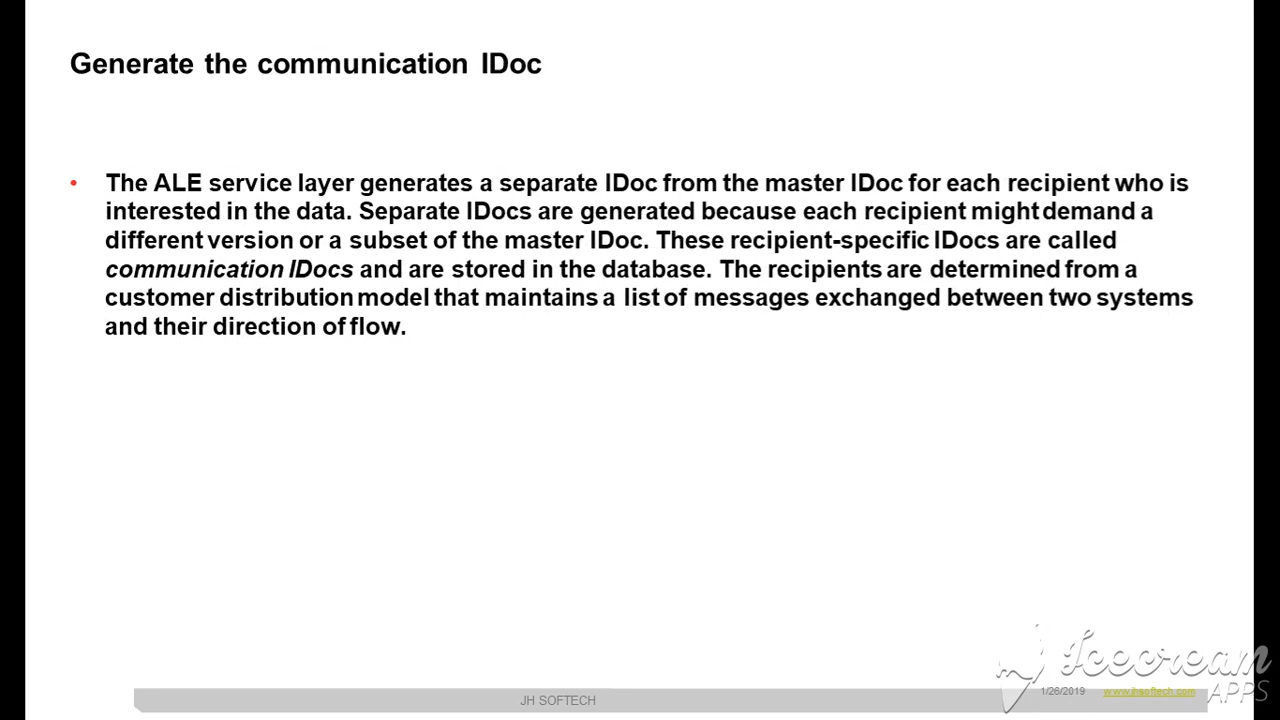 Generate the communication IDoc
• The ALE service layer generates a separate IDoc from the master IDoc for each recipient who is
interested in the data. Separate IDocs are generated because each recipient might demand a
different version or a subset of the master IDoc. These recipient-specific IDocs are called
communication IDocs and are stored in the database. The recipients are determined from a
customer distribution model that maintains a list of messages exchanged between two systems
and their direction of flow.
Icecream
APPS
JH SOFTECH
1/26/2019
www.jhsoftech.com